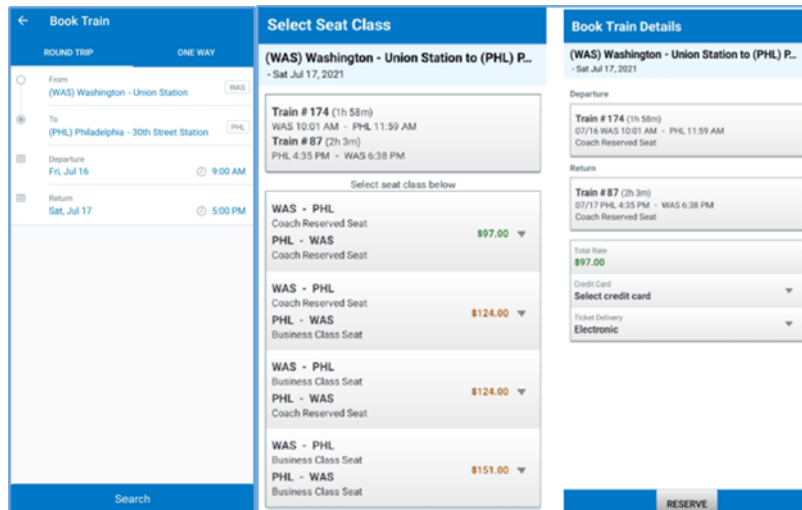 Book Train
ROUND TRIP ONE WAY
From
(WAS) Washington - Union Station WAS
To
(PHL) Philadelphia - 30th Street Station PHL
Departure
Fri, Jul 16 9:00 AM
Return
Sat, Jul 17 5:00 PM
Search
Select Seat Class
(WAS) Washington - Union Station to (PHL) P...
- Sat Jul 17, 2021
Train # 174 (1h 58m)
WAS 10:01 AM - PHL 11:59 AM
Train # 87 (2h 3m)
PHL 4:35 PM - WAS 6:38 PM
Select seat class below
WAS - PHL
Coach Reserved Seat
PHL - WAS
Coach Reserved Seat
$97.00
WAS - PHL
Coach Reserved Seat
PHL - WAS
Business Class Seat
$124.00
WAS - PHL
Business Class Seat
PHL - WAS
Coach Reserved Seat
$124.00
WAS - PHL
Business Class Seat
PHL - WAS
Business Class Seat
$151.00
Book Train Details
(WAS) Washington - Union Station to (PHL) P...
- Sat Jul 17, 2021
Departure
Train # 174 (1h 58m)
07/16 WAS 10:01 AM - PHL 11:59 AM
Coach Reserved Seat
Return
Train # 87 (2h 3m)
07/17 PHL 4:35 PM - WAS 6:38 PM
Coach Reserved Seat
Total Rate
$97.00
Credit Card
Select credit card
Ticket Delivery
Electronic
RESERVE